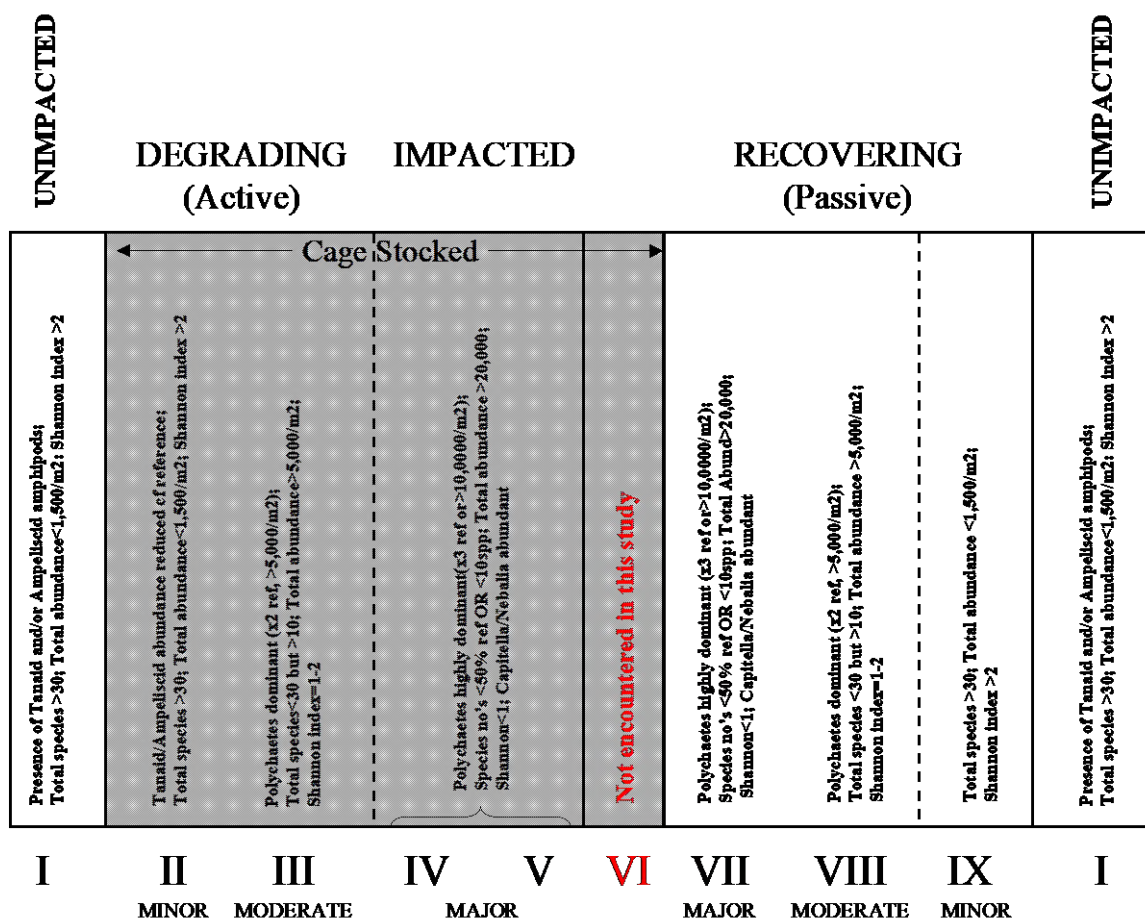 UNIMPACTED
DEGRADING
(Active)
IMPACTED
RECOVERING
(Passive)
UNIMPACTED
Cage Stocked
Presence of Tanaid and/or Ampeliscid amphipods;
Total species >30; Total abundance<1,500/m2: Shannon index >2
Tanaid/Ampeliscid abundance reduced cf reference;
Total species >30; Total abundance<1,500/m2; Shannon index >2
Polychaetes dominant (x2 ref, >5,000/m2);
Total species<30 but >10; Total abundance>5,000/m2;
Shannon index=1-2
Polychaetes highly dominant(x3 ref or>10,0000/m2);
Species no's <50% ref OR <10spp; Total abundance >20,000;
Shannon<1; Capitella/Nebalia abundant
Not encountered in this study
Polychaetes highly dominant (x3 ref or>10,0000/m2);
Species no's <50% ref OR <10spp; Total Abund>20,000;
Shannon<1; Capitella/Nebalia abundant
Polychaetes dominant (x2 ref, >5,000/m2);
Total species <30 but >10; Total abundance >5,000/m2;
Shannon index=1-2
Total species >30; Total abundance <1,500/m2;
Shannon index >2
Presence of Tanaid and/or Ampeliscid amphipods;
Total species >30; Total abundance<1,500/m2: Shannon index >2
I II III IV V VI VII VIII IX I
MINOR MODERATE MAJOR MAJOR MODERATE MINOR